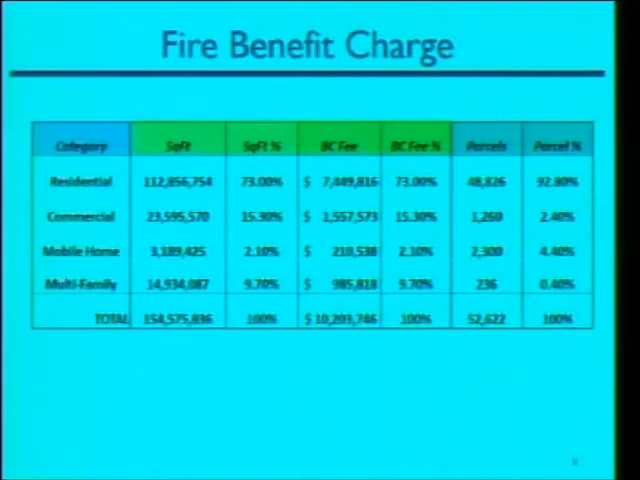 Fire Benefit Charge
Category SqFt SqFt % BC Fee BC Fee % Parcels Parcel %
Residential 112,856,754 73.00% $ 7,449,816 73.00% 48,826 92.80%
Commercial 23,595,570 15.30% $ 1,557,573 15.30% 1,260 2.40%
Mobile Home 3,189,425 2.10% $ 210,538 2.10% 2,300 4.40%
Multi-Family 14,934,087 9.70% $ 985,818 9.70% 236 0.40%
TOTAL 154,575,836 100% $ 10,203,746 100% 52,622 100%